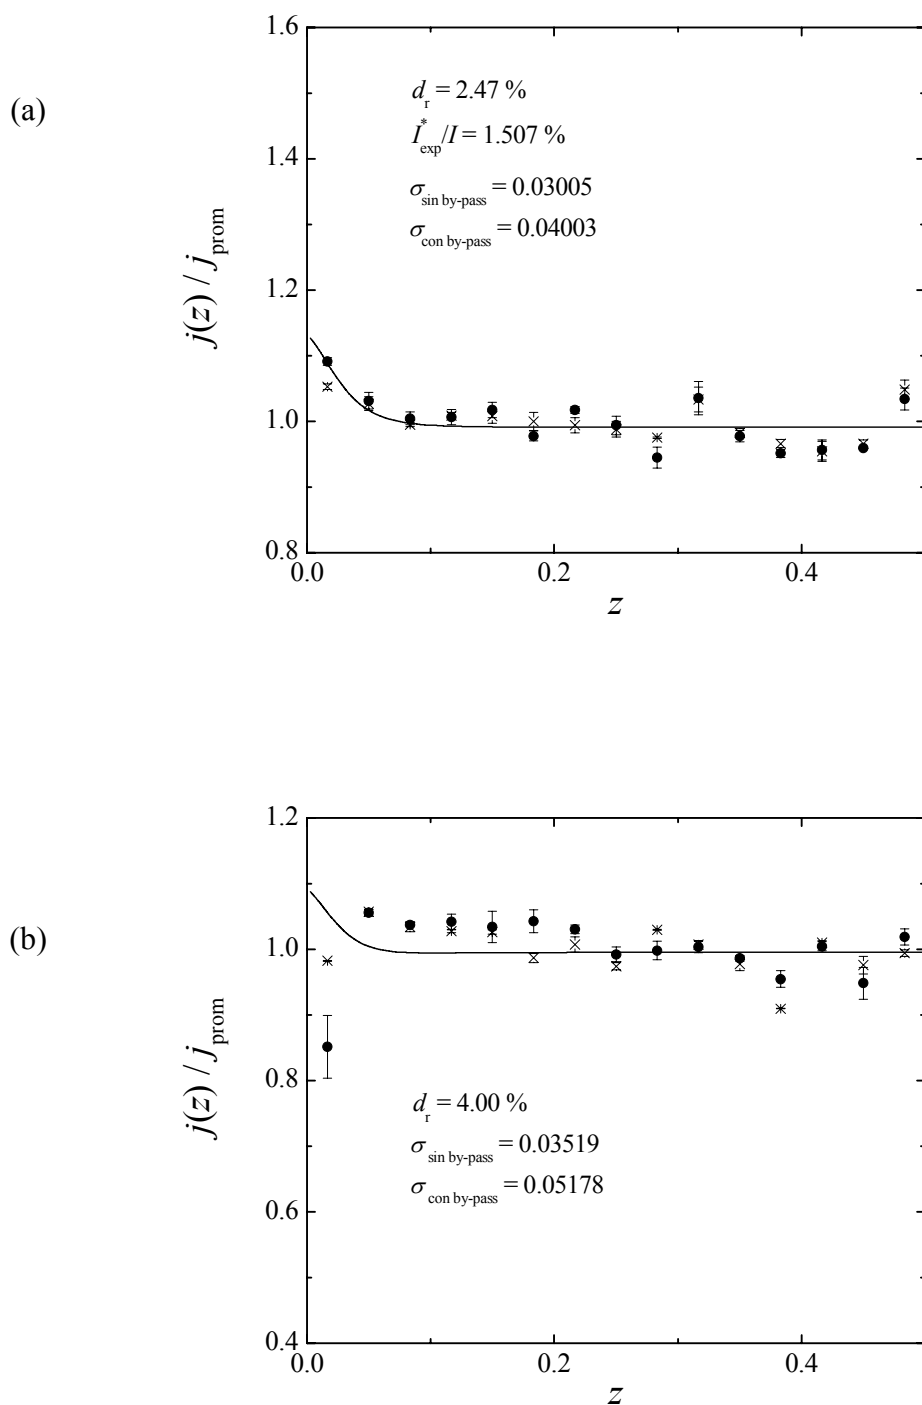 (a)
j(z) / j_prom
1.6
1.4
1.2
1.0
0.8
d_r = 2.47 %
I*_exp/I = 1.507 %
σ_sin by-pass = 0.03005
σ_con by-pass = 0.04003
0.0 0.2 0.4
z
(b)
j(z) / j_prom
1.2
1.0
0.8
0.6
0.4
d_r = 4.00 %
σ_sin by-pass = 0.03519
σ_con by-pass = 0.05178
0.0 0.2 0.4
z